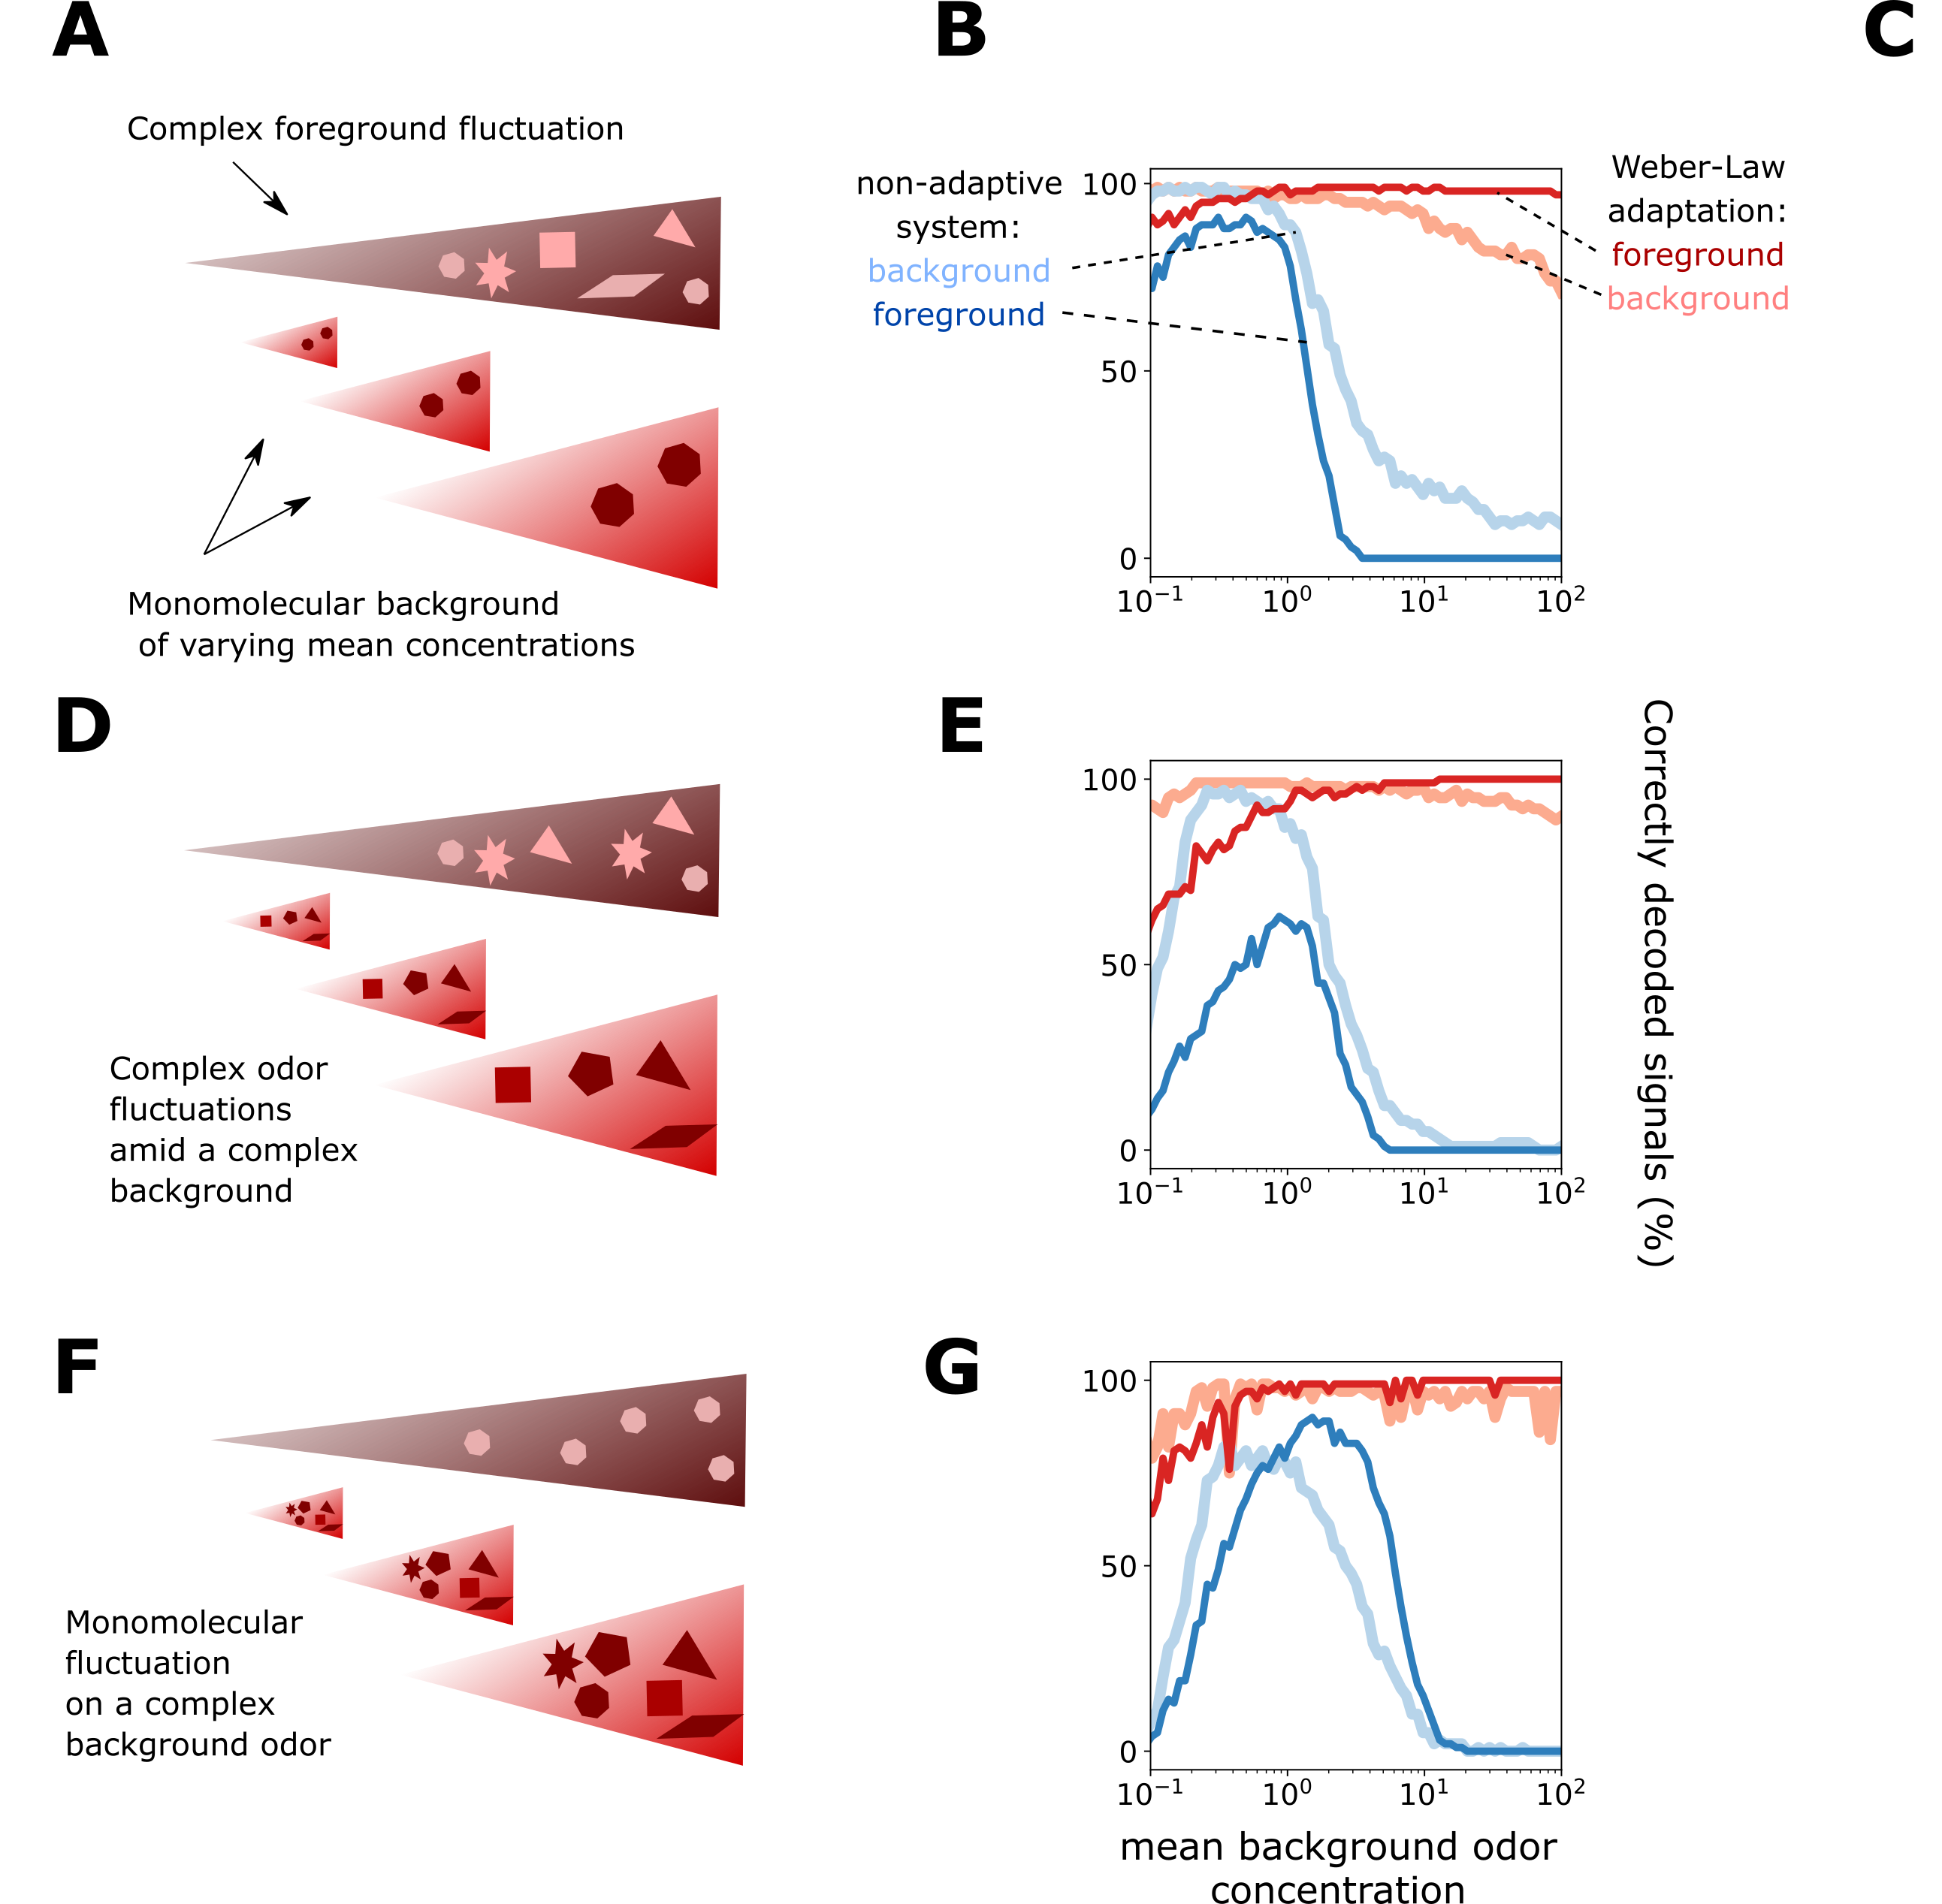 A
B
C
Complex foreground fluctuation
Monomolecular background
of varying mean concentrations
non-adaptive
system:
background
foreground
100
50
0
10⁻¹ 10⁰ 10¹ 10²
Weber-Law
adaptation:
foreground
background
D
E
Complex odor
fluctuations
amid a complex
background
100
50
0
10⁻¹ 10⁰ 10¹ 10²
Correctly decoded signals (%)
F
G
Monomolecular
fluctuation
on a complex
background odor
100
50
0
10⁻¹ 10⁰ 10¹ 10²
mean background odor
concentration